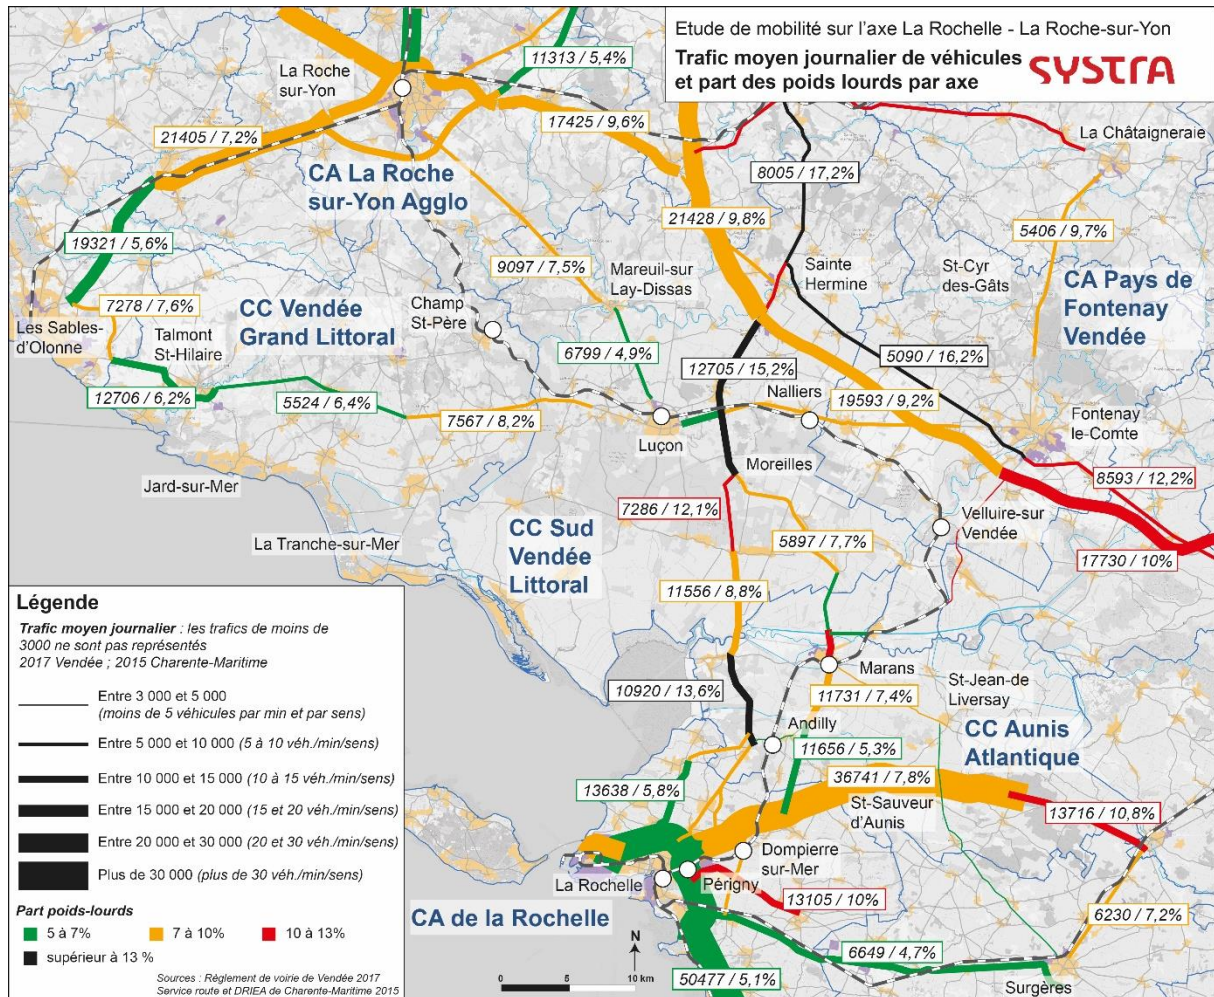 Etude de mobilité sur l'axe La Rochelle - La Roche-sur-Yon
Trafic moyen journalier de véhicules
et part des poids lourds par axe
SYSTRA
11313 / 5,4%
La Roche
sur-Yon
17425 / 9,6%
21405 / 7,2%
La Châtaigneraie
CA La Roche
sur-Yon Agglo
8005 / 17,2%
21428 / 9,8%
5406 / 9,7%
19321 / 5,6%
9097 / 7,5%
Mareuil-sur
Lay-Dissas
Sainte
Hermine
St-Cyr
des-Gâts
CA Pays de
Fontenay
Vendée
7278 / 7,6%
CC Vendée
Grand Littoral
Champ
St-Père
Les Sables-
d'Olonne
Talmont
St-Hilaire
6799 / 4,9%
12705 / 15,2%
5090 / 16,2%
12706 / 6,2%
5524 / 6,4%
Nalliers
19593 / 9,2%
7567 / 8,2%
Luçon
Fontenay
le-Comte
Moreilles
8593 / 12,2%
Jard-sur-Mer
7286 / 12,1%
Velluire-sur
Vendée
La Tranche-sur-Mer
CC Sud
Vendée
Littoral
5897 / 7,7%
17730 / 10%
11556 / 8,8%
Marans
10920 / 13,6%
11731 / 7,4%
St-Jean-de
Liversay
Andilly
11656 / 5,3%
CC Aunis
Atlantique
36741 / 7,8%
13638 / 5,8%
St-Sauveur
d'Aunis
13716 / 10,8%
Dompierre
sur-Mer
La Rochelle
Périgny
13105 / 10%
CA de la Rochelle
6230 / 7,2%
6649 / 4,7%
50477 / 5,1%
Surgères
N
0 5 10 km
Légende
Trafic moyen journalier : les trafics de moins de
3000 ne sont pas représentés
2017 Vendée ; 2015 Charente-Maritime
Entre 3 000 et 5 000
(moins de 5 véhicules par min et par sens)
Entre 5 000 et 10 000 (5 à 10 véh./min/sens)
Entre 10 000 et 15 000 (10 à 15 véh./min/sens)
Entre 15 000 et 20 000 (15 et 20 véh./min/sens)
Entre 20 000 et 30 000 (20 et 30 véh./min/sens)
Plus de 30 000 (plus de 30 véh./min/sens)
Part poids-lourds
5 à 7% 7 à 10% 10 à 13%
supérieur à 13 %
Sources : Règlement de voirie de Vendée 2017
Service route et DRIEA de Charente-Maritime 2015